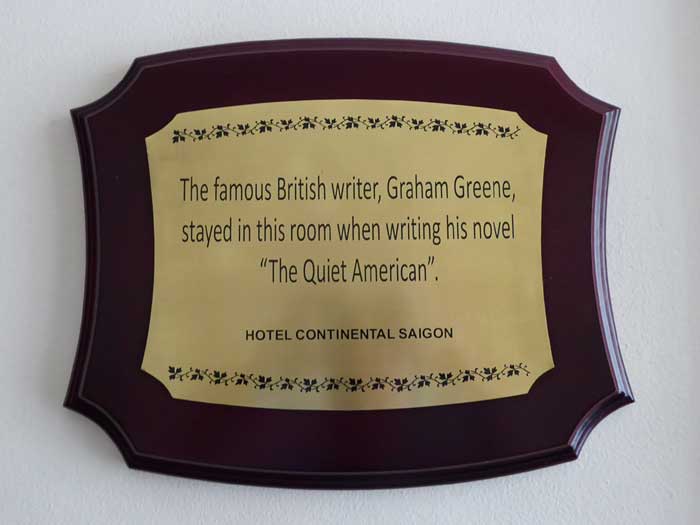 The famous British writer, Graham Greene,
stayed in this room when writing his novel
“The Quiet American”.
HOTEL CONTINENTAL SAIGON